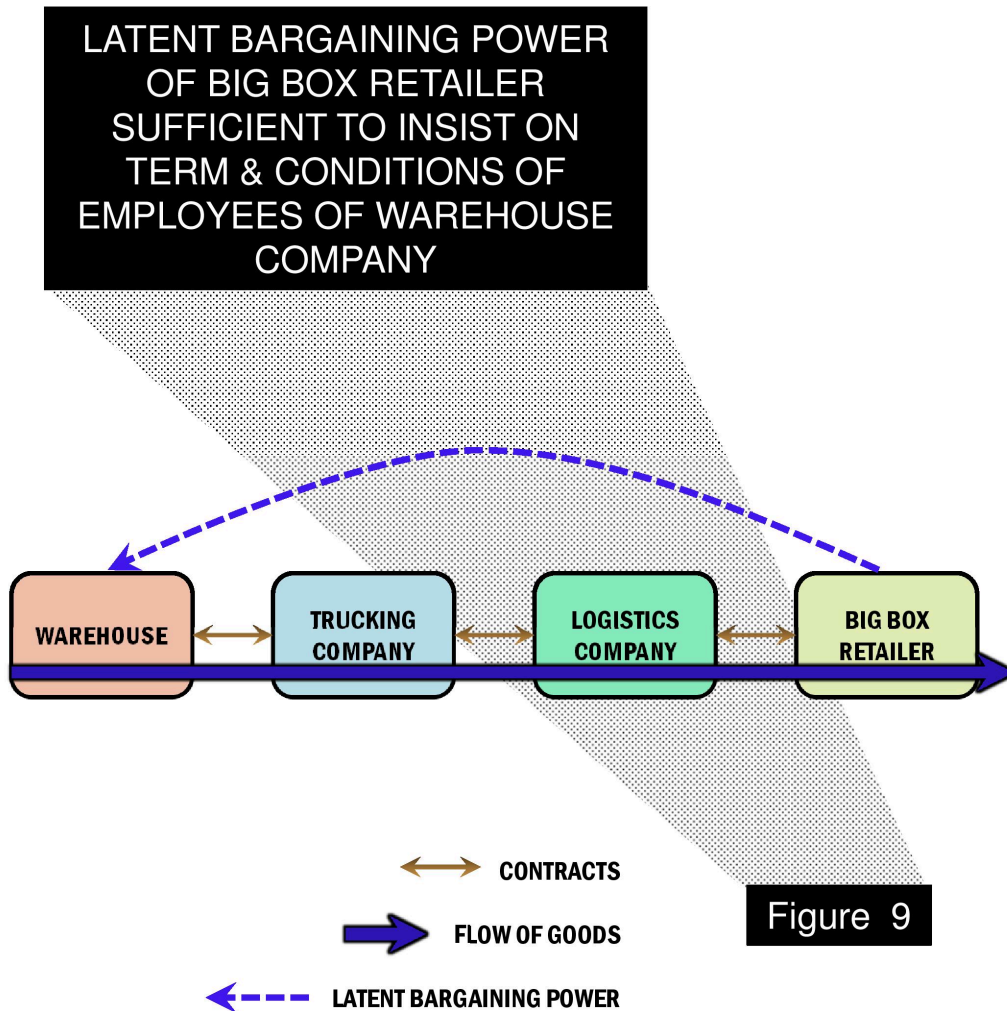 LATENT BARGAINING POWER
OF BIG BOX RETAILER
SUFFICIENT TO INSIST ON
TERM & CONDITIONS OF
EMPLOYEES OF WAREHOUSE
COMPANY
WAREHOUSE
TRUCKING
COMPANY
LOGISTICS
COMPANY
BIG BOX
RETAILER
CONTRACTS
FLOW OF GOODS
LATENT BARGAINING POWER
Figure 9